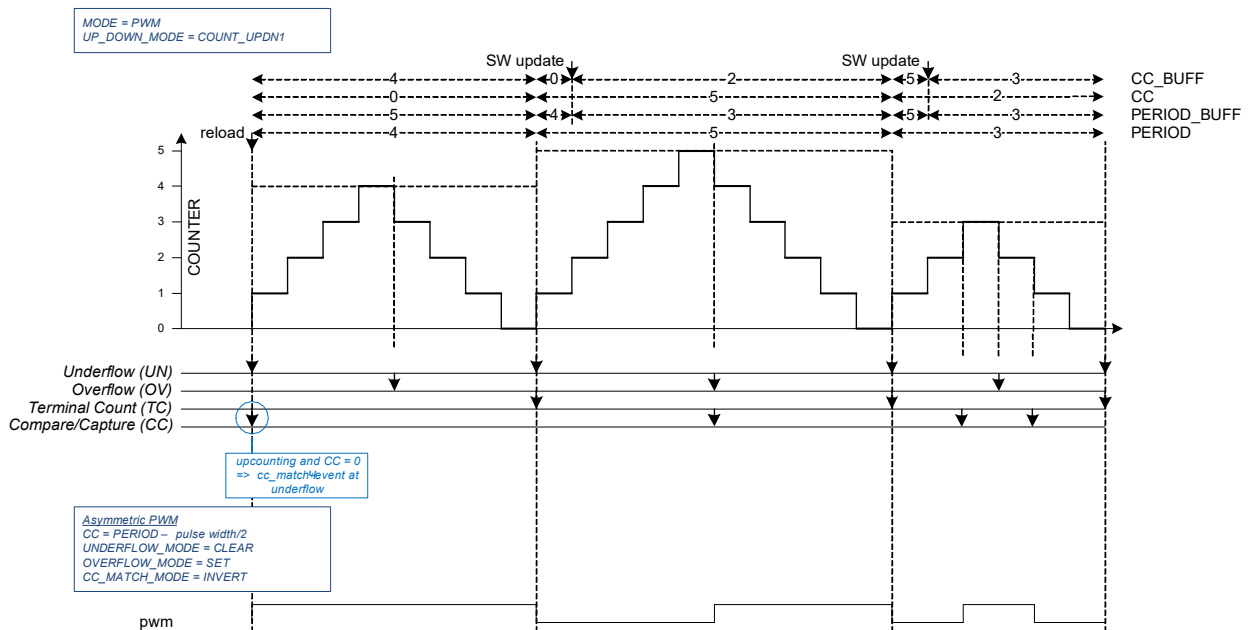 MODE = PWM
UP_DOWN_MODE = COUNT_UPDN1
SW update SW update
4 0 2 5 3 CC_BUFF
0 5 2 CC
5 4 3 5 3 PERIOD_BUFF
reload 4 5 3 PERIOD
5
4
3
2
1
0
COUNTER
Underflow (UN)
Overflow (OV)
Terminal Count (TC)
Compare/Capture (CC)
upcounting and CC = 0
=> cc_match event at
underflow
Asymmetric PWM
CC = PERIOD – pulse width/2
UNDERFLOW_MODE = CLEAR
OVERFLOW_MODE = SET
CC_MATCH_MODE = INVERT
pwm